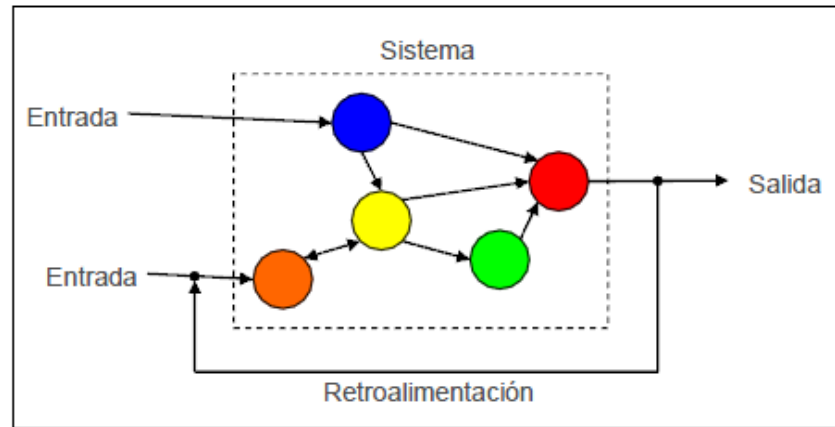 Sistema
Entrada
Salida
Entrada
Retroalimentación